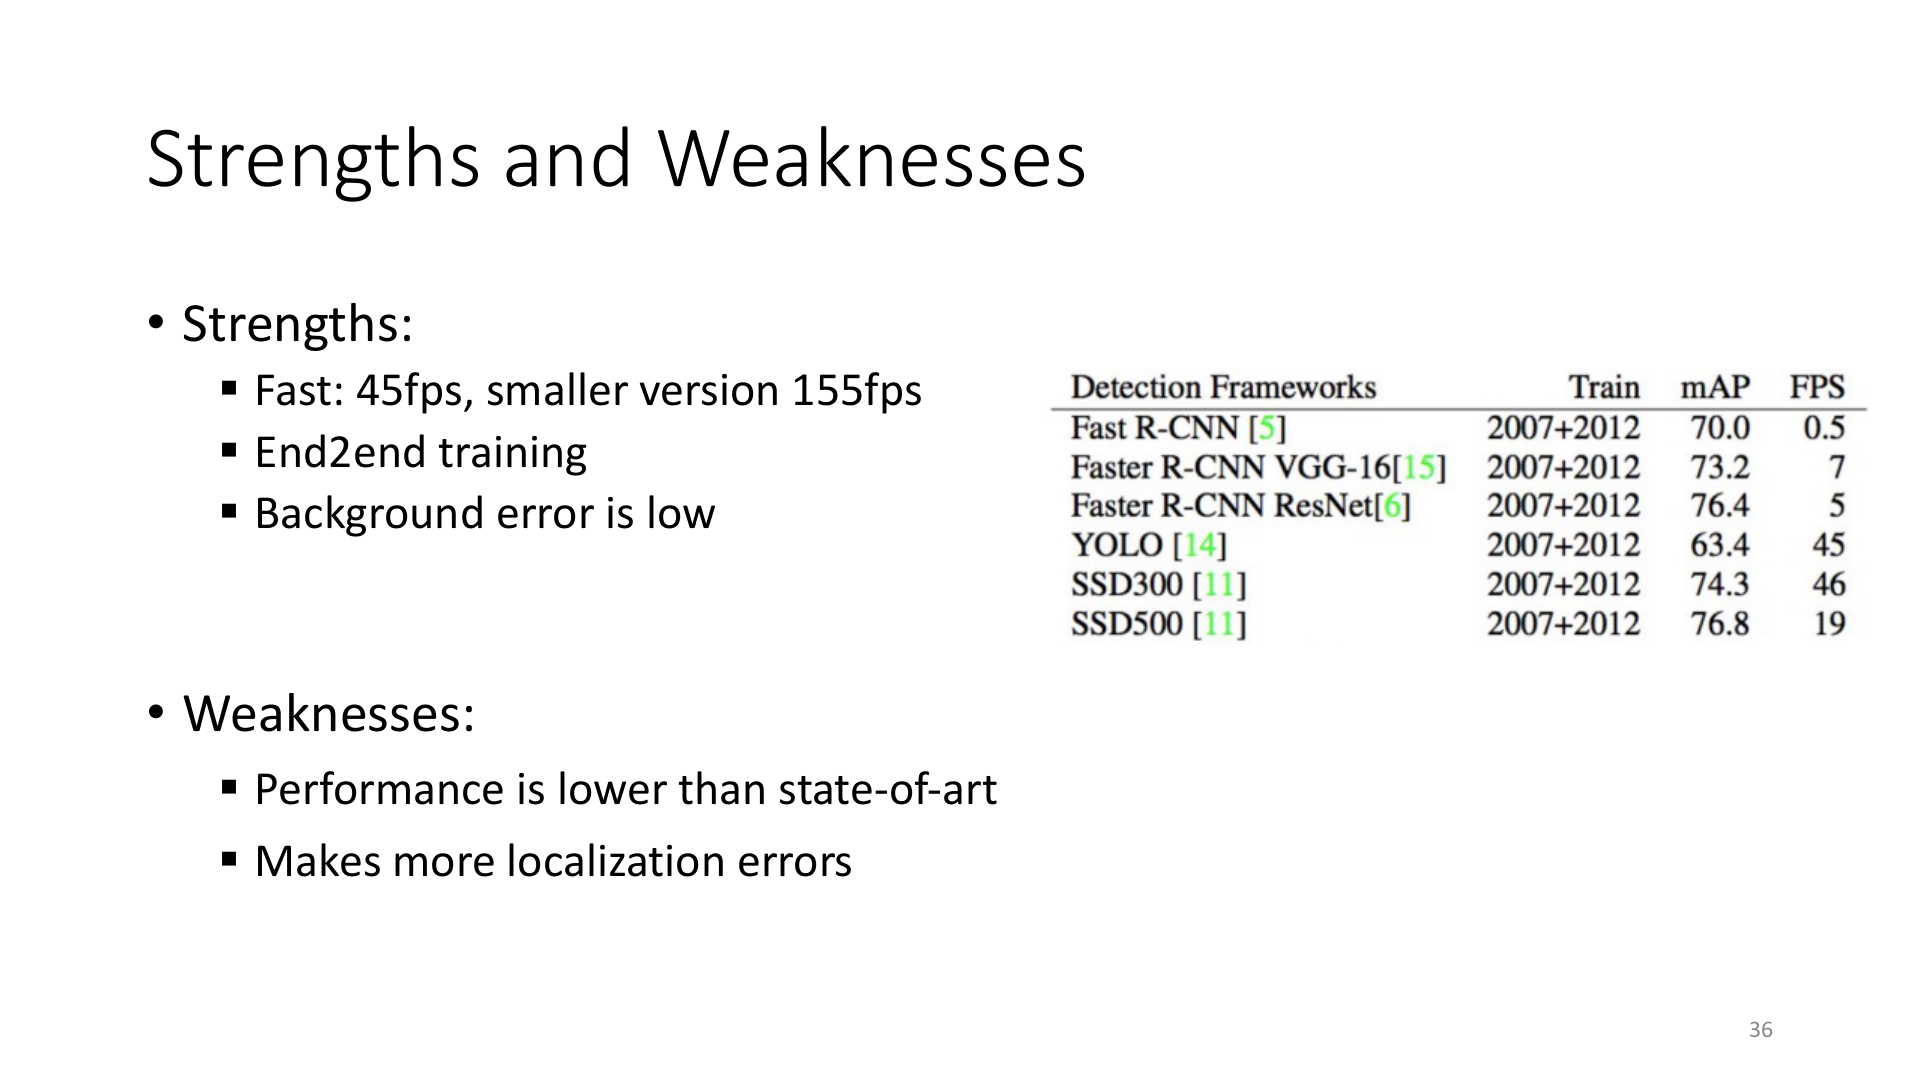 Strengths and Weaknesses
• Strengths:
▪ Fast: 45fps, smaller version 155fps
▪ End2end training
▪ Background error is low
• Weaknesses:
▪ Performance is lower than state-of-art
▪ Makes more localization errors
Detection Frameworks Train mAP FPS
Fast R-CNN [5] 2007+2012 70.0 0.5
Faster R-CNN VGG-16[15] 2007+2012 73.2 7
Faster R-CNN ResNet[6] 2007+2012 76.4 5
YOLO [14] 2007+2012 63.4 45
SSD300 [11] 2007+2012 74.3 46
SSD500 [11] 2007+2012 76.8 19
36